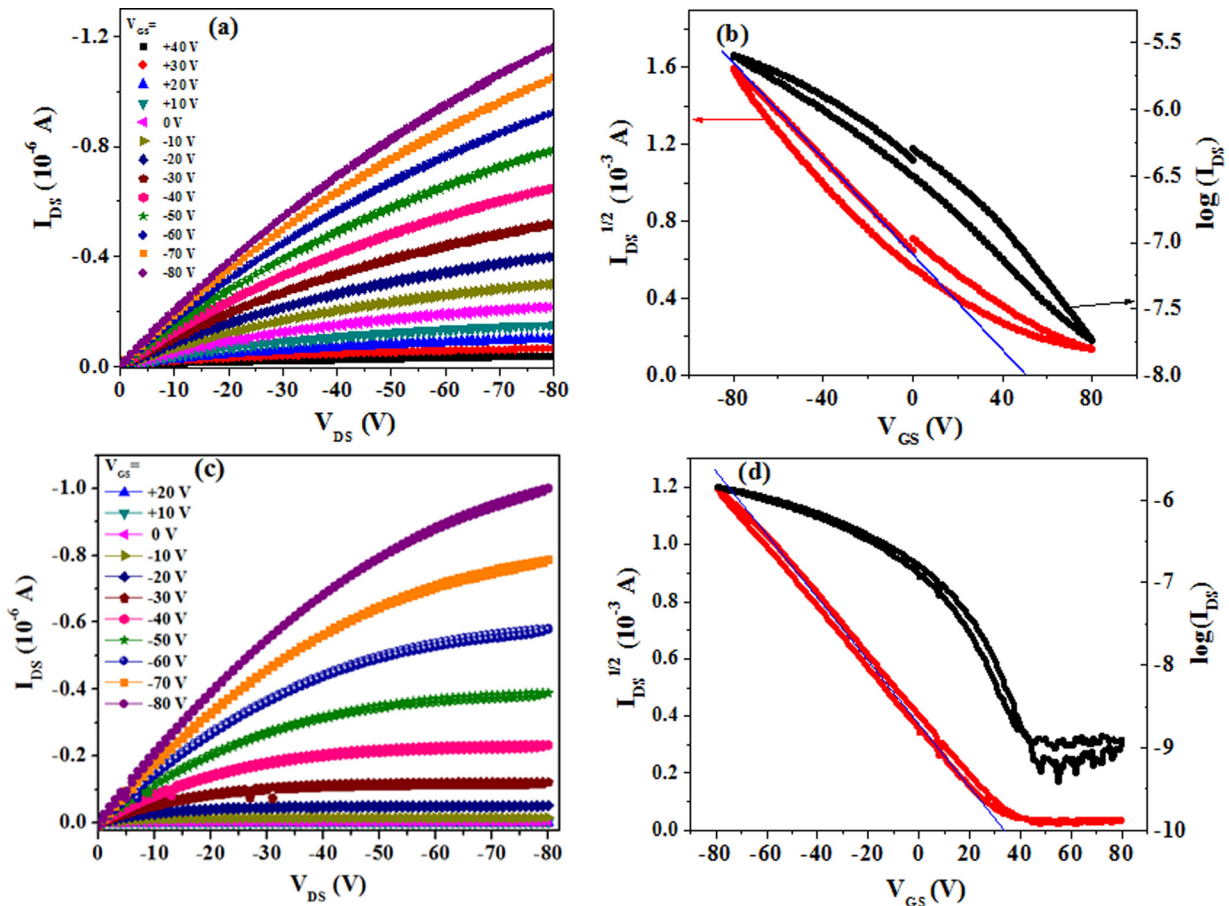 (a)
V_GS=
+40 V
+30 V
+20 V
+10 V
0 V
-10 V
-20 V
-30 V
-40 V
-50 V
-60 V
-70 V
-80 V
-1.2
-0.8
-0.4
0.0
I_DS (10^-6 A)
0 -10 -20 -30 -40 -50 -60 -70 -80
V_DS (V)
(b)
1.6
1.2
0.8
0.4
0.0
I_DS^1/2 (10^-3 A)
-5.5
-6.0
-6.5
-7.0
-7.5
-8.0
log (I_DS)
-80 -40 0 40 80
V_GS (V)
(c)
V_GS=
+20 V
+10 V
0 V
-10 V
-20 V
-30 V
-40 V
-50 V
-60 V
-70 V
-80 V
-1.0
-0.8
-0.6
-0.4
-0.2
0.0
I_DS (10^-6 A)
0 -10 -20 -30 -40 -50 -60 -70 -80
V_DS (V)
(d)
1.2
1.0
0.8
0.6
0.4
0.2
0.0
I_DS^1/2 (10^-3 A)
-6
-7
-8
-9
-10
log(I_DS)
-80 -60 -40 -20 0 20 40 60 80
V_GS (V)